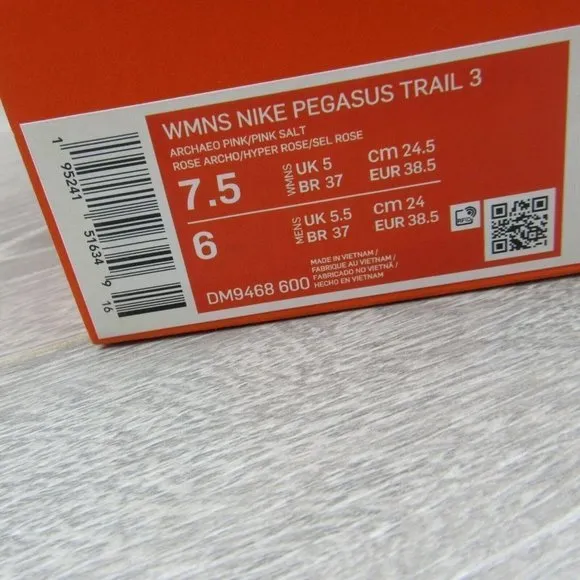 WMNS NIKE PEGASUS TRAIL 3
ARCHAEO PINK/PINK SALT
ROSE ARCHO/HYPER ROSE/SEL ROSE
7.5 WMNS UK 5 cm 24.5
BR 37 EUR 38.5
6 MENS UK 5.5 cm 24
BR 37 EUR 38.5
MADE IN VIETNAM/
FABRIQUE AU VIETNAM/
FABRICADO NO VIETNÃ/
HECHO EN VIETNAM
DM9468 600
1 95241 51634 9 16